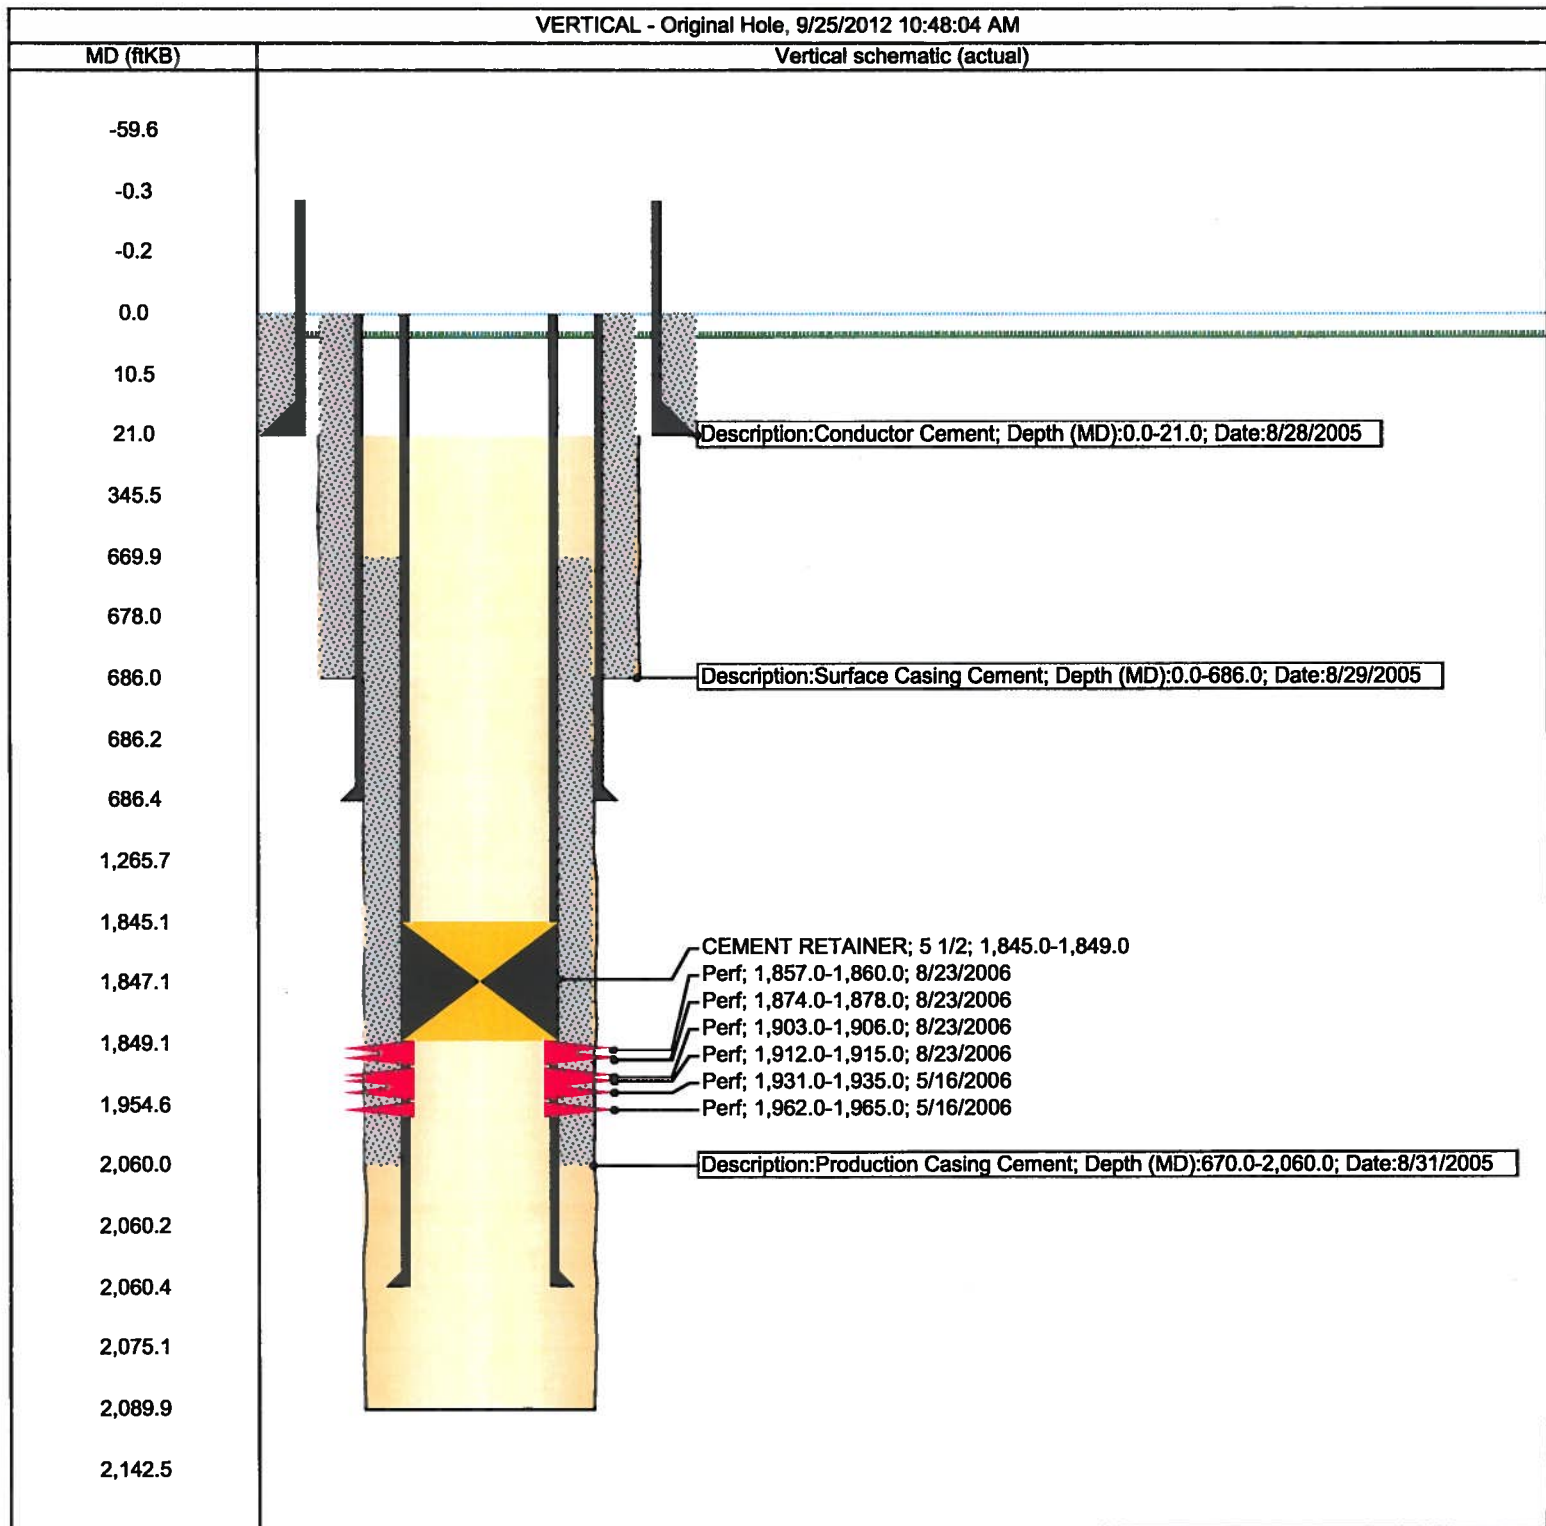 VERTICAL - Original Hole, 9/25/2012 10:48:04 AM
MD (ftKB)
Vertical schematic (actual)
-59.6
-0.3
-0.2
0.0
10.5
21.0
Description:Conductor Cement; Depth (MD):0.0-21.0; Date:8/28/2005
345.5
669.9
678.0
686.0
Description:Surface Casing Cement; Depth (MD):0.0-686.0; Date:8/29/2005
686.2
686.4
1,265.7
1,845.1
CEMENT RETAINER; 5 1/2; 1,845.0-1,849.0
Perf; 1,857.0-1,860.0; 8/23/2006
1,847.1
Perf; 1,874.0-1,878.0; 8/23/2006
Perf; 1,903.0-1,906.0; 8/23/2006
1,849.1
Perf; 1,912.0-1,915.0; 8/23/2006
Perf; 1,931.0-1,935.0; 5/16/2006
1,954.6
Perf; 1,962.0-1,965.0; 5/16/2006
2,060.0
Description:Production Casing Cement; Depth (MD):670.0-2,060.0; Date:8/31/2005
2,060.2
2,060.4
2,075.1
2,089.9
2,142.5